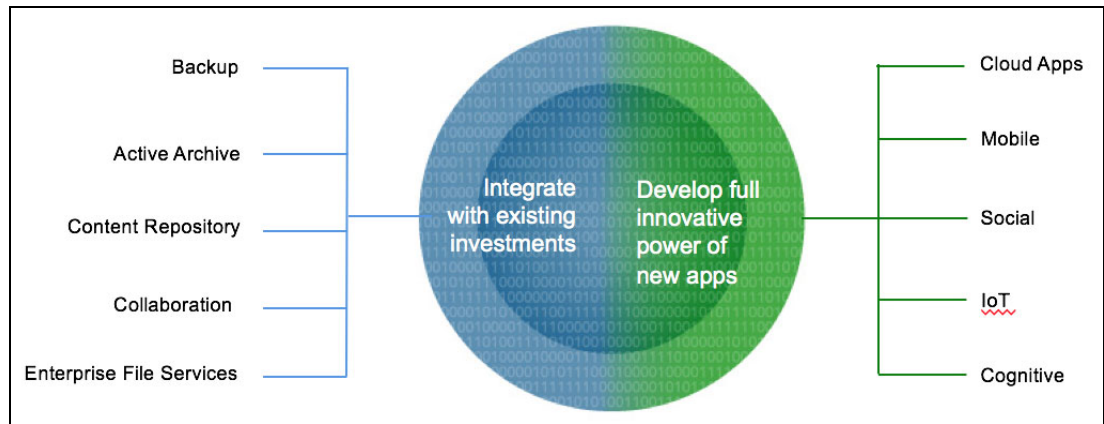 Backup
Active Archive
Content Repository
Collaboration
Enterprise File Services
Integrate
with existing
investments
Develop full
innovative
power of
new apps
Cloud Apps
Mobile
Social
IoT
Cognitive